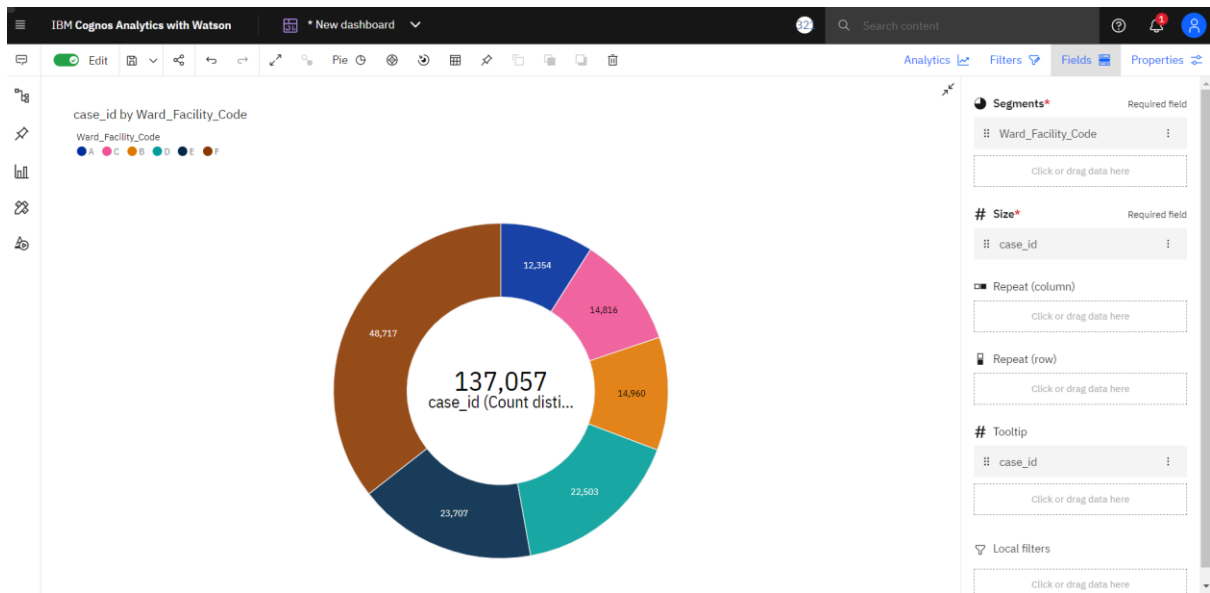 IBM Cognos Analytics with Watson
* New dashboard
Search content
Edit
Pie
Analytics
Filters
Fields
Properties
case_id by Ward_Facility_Code
Ward_Facility_Code
A C B D E F
12,354
14,816
14,960
22,503
23,707
48,717
137,057
case_id (Count disti...
Segments* Required field
Ward_Facility_Code
Click or drag data here
# Size* Required field
case_id
Repeat (column)
Click or drag data here
Repeat (row)
Click or drag data here
# Tooltip
case_id
Click or drag data here
Local filters
Click or drag data here